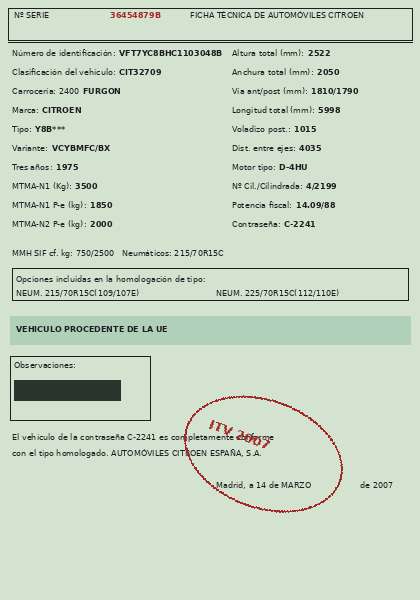 Nº SERIE 36454879B FICHA TÉCNICA DE AUTOMÓVILES CITROEN
Número de identificación: VFT7YC8BHC1103048B Altura total (mm): 2522
Clasificación del vehículo: CIT32709 Anchura total (mm): 2050
Carrocería: 2400 FURGON Vía ant/post (mm): 1810/1790
Marca: CITROEN Longitud total (mm): 5998
Tipo: Y8B*** Voladizo post.: 1015
Variante: VCYBMFC/BX Dist. entre ejes: 4035
Tres años: 1975 Motor tipo: D-4HU
MTMA-N1 (Kg): 3500 Nº Cil./Cilindrada: 4/2199
MTMA-N1 P-e (kg): 1850 Potencia fiscal: 14.09/88
MTMA-N2 P-e (kg): 2000 Contraseña: C-2241
MMH SIF cf. kg: 750/2500 Neumáticos: 215/70R15C
Opciones incluidas en la homologación de tipo:
NEUM. 215/70R15C(109/107E) NEUM. 225/70R15C(112/110E)
VEHICULO PROCEDENTE DE LA UE
Observaciones:
ITV 2007
El vehículo de la contraseña C-2241 es completamente conforme
con el tipo homologado. AUTOMÓVILES CITROEN ESPAÑA, S.A.
Madrid, a 14 de MARZO de 2007